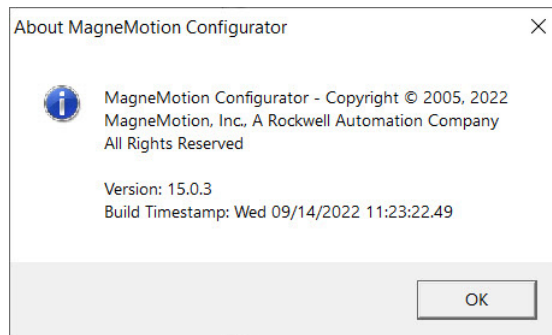 About MagneMotion Configurator
MagneMotion Configurator - Copyright © 2005, 2022
MagneMotion, Inc., A Rockwell Automation Company
All Rights Reserved
Version: 15.0.3
Build Timestamp: Wed 09/14/2022 11:23:22.49
OK